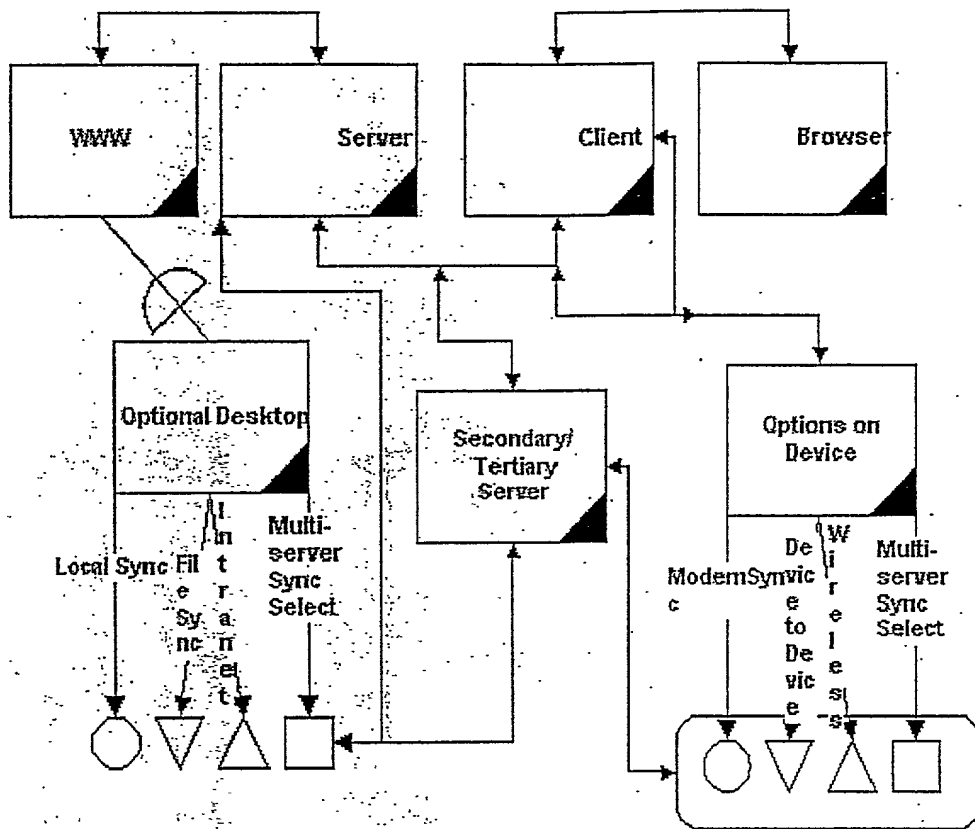 WWW
Server
Client
Browser
Optional Desktop
Secondary/
Tertiary
Server
Options on
Device
Local Sync
File Sync
Intranet
Multi-
server
Sync
Select
ModemSyn
c
Device to Device
Wireless
Multi-
server
Sync
Select